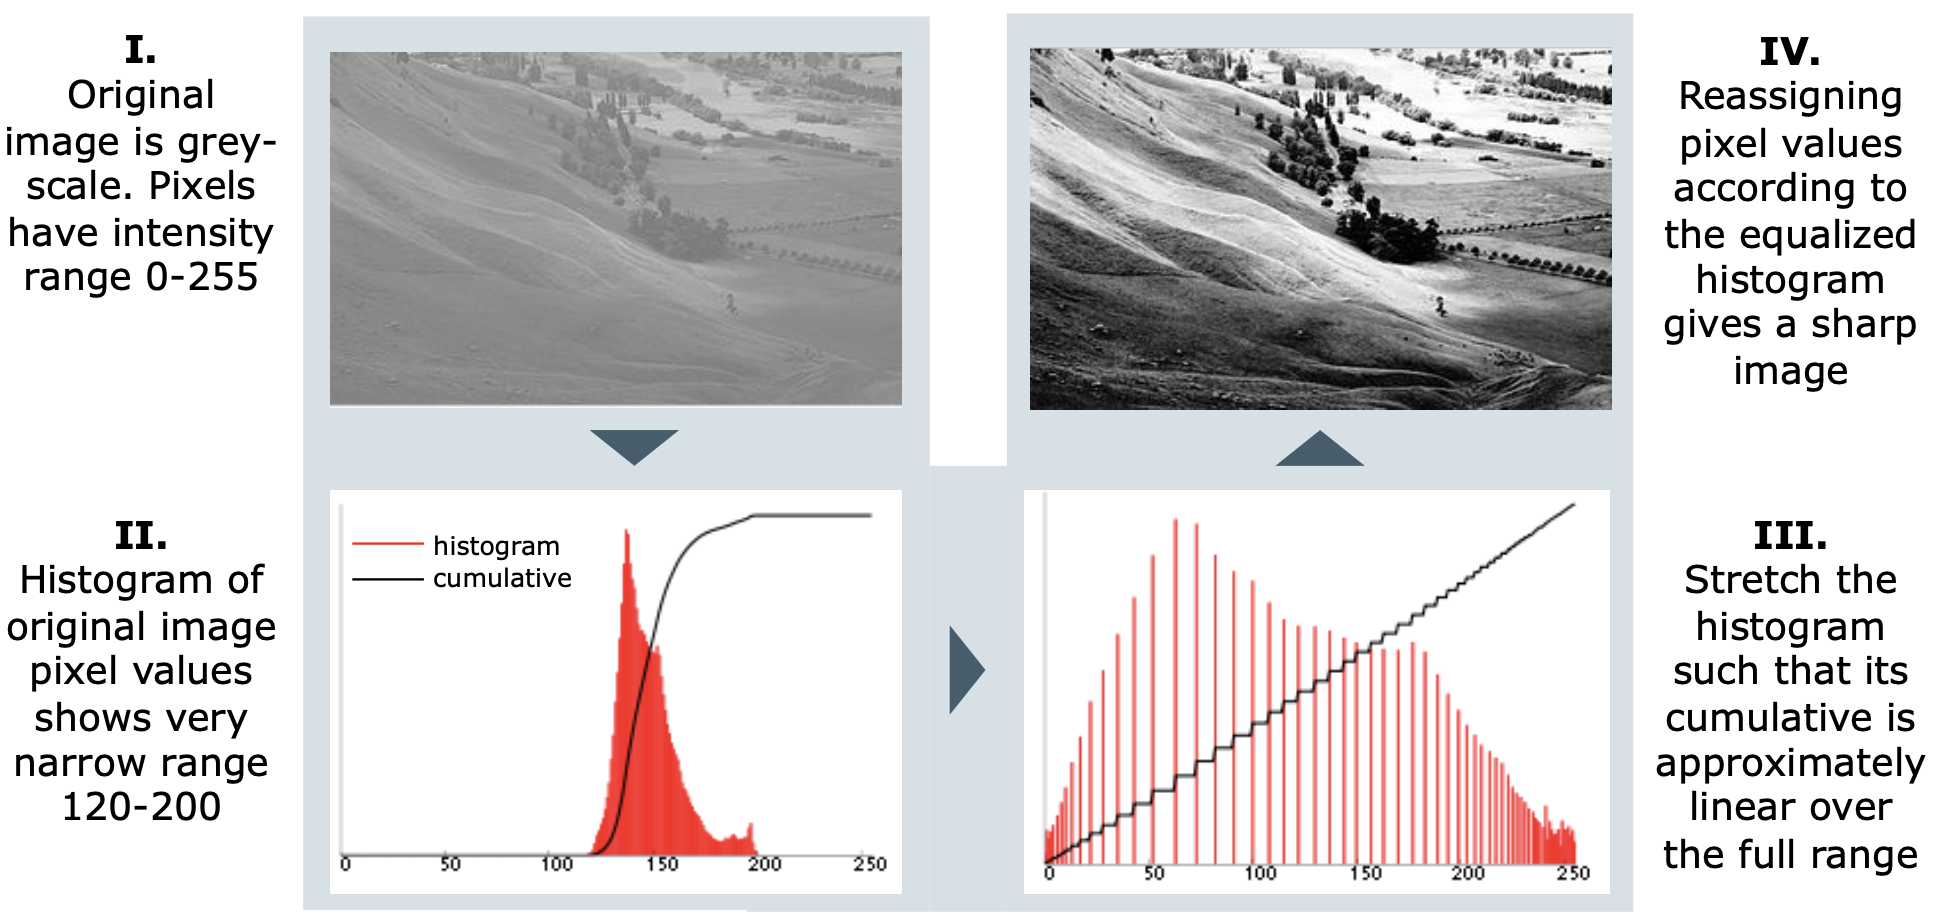 I.
Original
image is grey-
scale. Pixels
have intensity
range 0-255
II.
Histogram of
original image
pixel values
shows very
narrow range
120-200
histogram
cumulative
0 50 100 150 200 250
0 50 100 150 200 250
III.
Stretch the
histogram
such that its
cumulative is
approximately
linear over
the full range
IV.
Reassigning
pixel values
according to
the equalized
histogram
gives a sharp
image